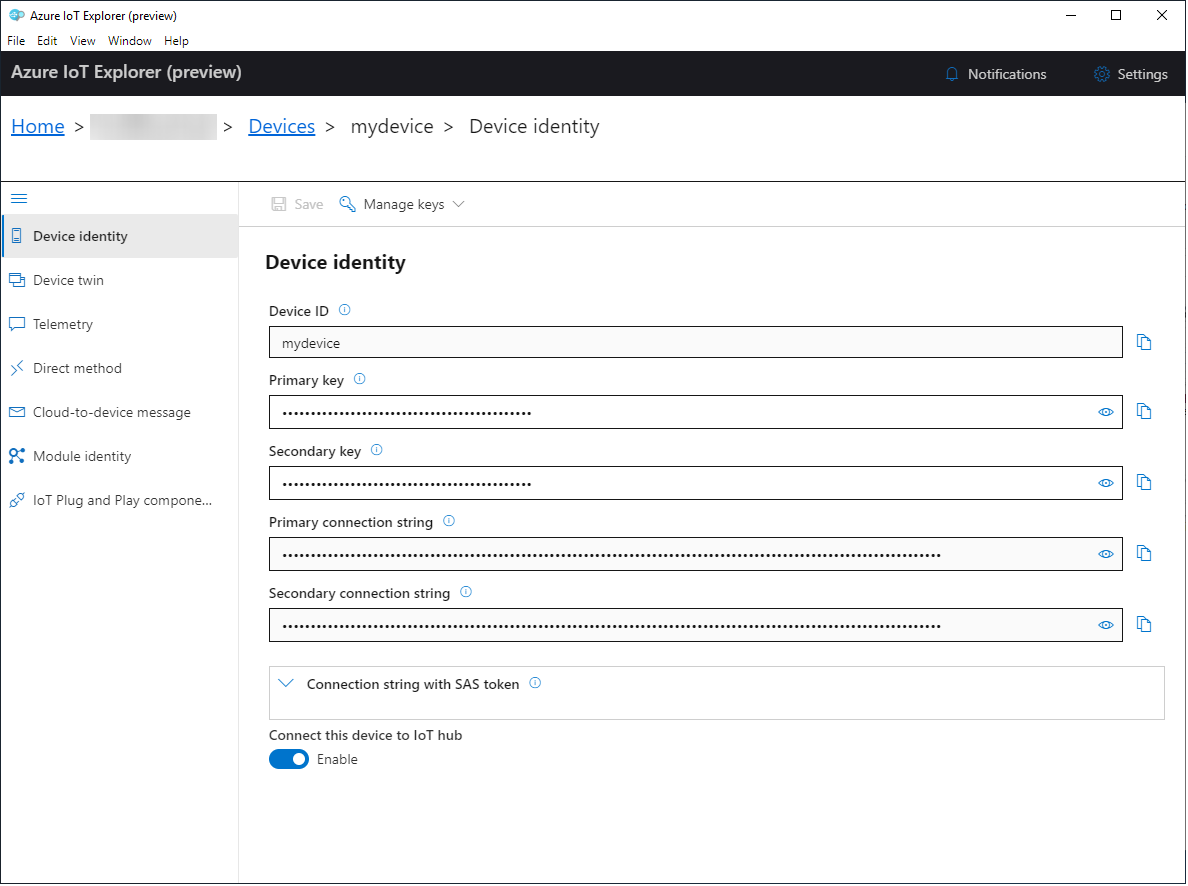 Azure IoT Explorer (preview)
File Edit View Window Help
Azure IoT Explorer (preview) Notifications Settings
Home > > Devices > mydevice > Device identity
Save Manage keys
Device identity
Device twin
Telemetry
Direct method
Cloud-to-device message
Module identity
IoT Plug and Play compone...
Device identity
Device ID
mydevice
Primary key
••••••••••••••••••••••••••••••••••••••••••••
Secondary key
••••••••••••••••••••••••••••••••••••••••••••
Primary connection string
Secondary connection string
Connection string with SAS token
Connect this device to IoT hub
Enable